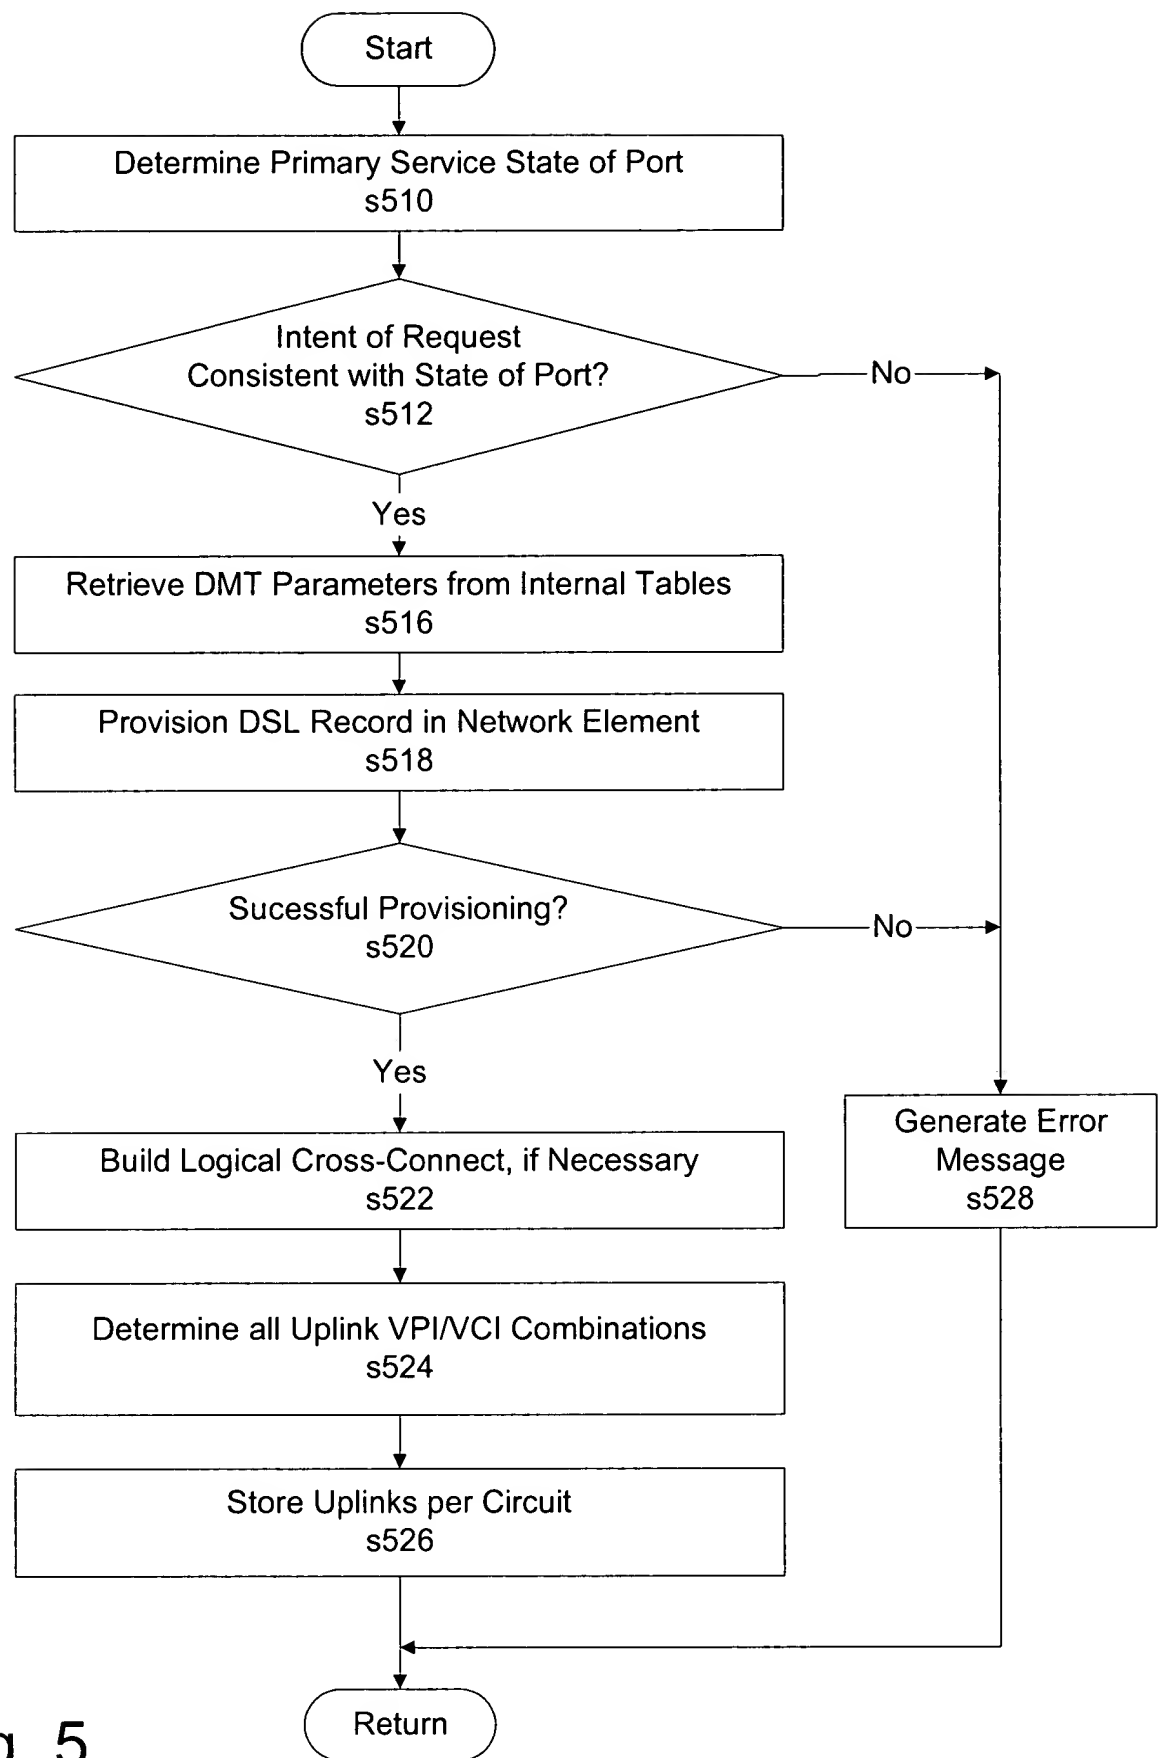 Start
Determine Primary Service State of Port
s510
Intent of Request
Consistent with State of Port?
s512
No
Yes
Retrieve DMT Parameters from Internal Tables
s516
Provision DSL Record in Network Element
s518
Sucessful Provisioning?
s520
No
Yes
Generate Error
Message
s528
Build Logical Cross-Connect, if Necessary
s522
Determine all Uplink VPI/VCI Combinations
s524
Store Uplinks per Circuit
s526
Return
5